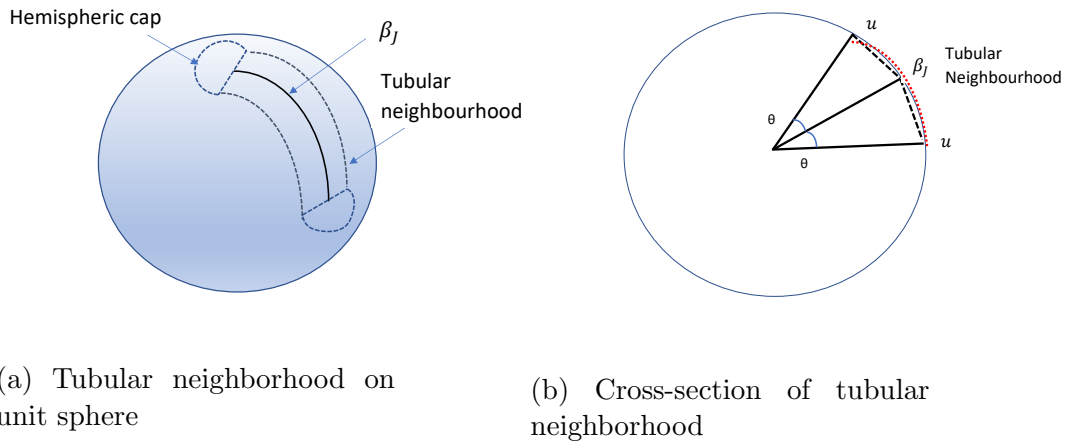 Hemispheric cap
β_J
Tubular
neighbourhood
u
Tubular
Neighbourhood
β_J
θ
u
θ
(a) Tubular neighborhood on
unit sphere
(b) Cross-section of tubular
neighborhood